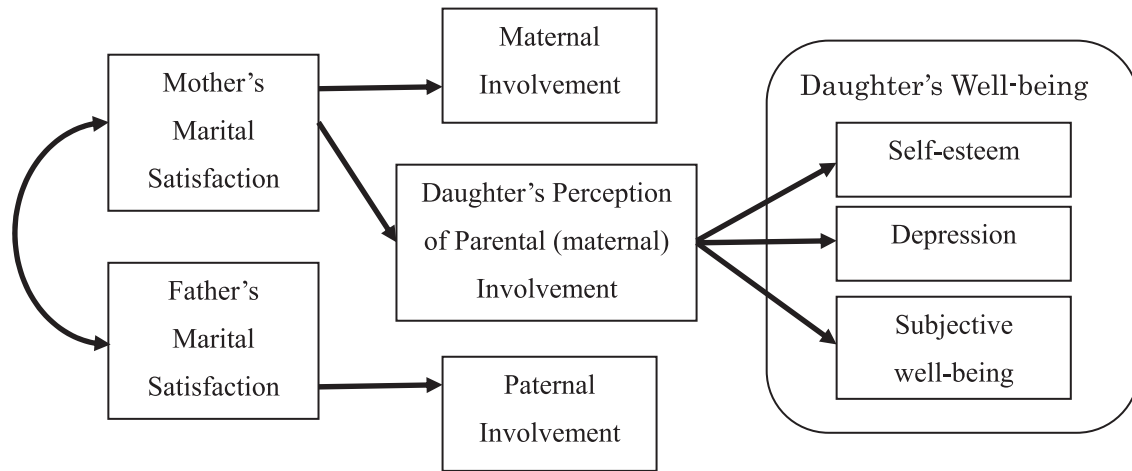 Mother’s
Marital
Satisfaction
Father’s
Marital
Satisfaction
Maternal
Involvement
Daughter’s Perception
of Parental (maternal)
Involvement
Paternal
Involvement
Daughter’s Well-being
Self-esteem
Depression
Subjective
well-being